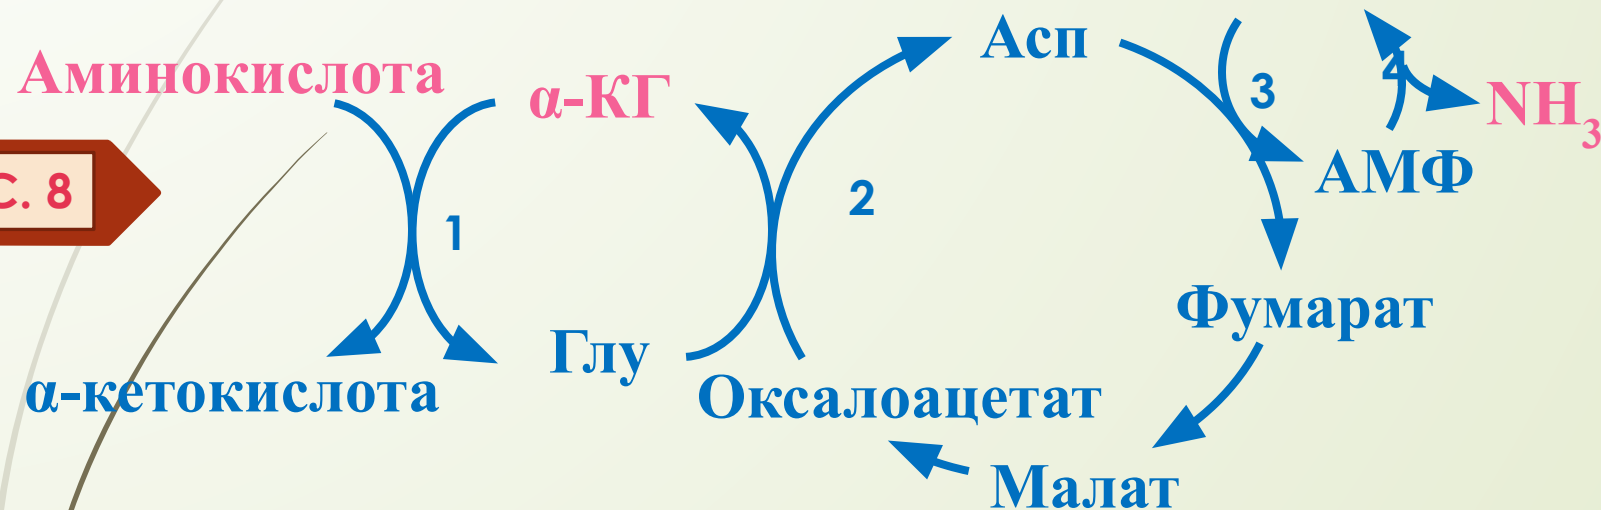 Асп
Аминокислота
α-КГ
3
4
NH₃
АМФ
С. 8
1
2
Фумарат
Глу
α-кетокислота
Оксалоацетат
Малат